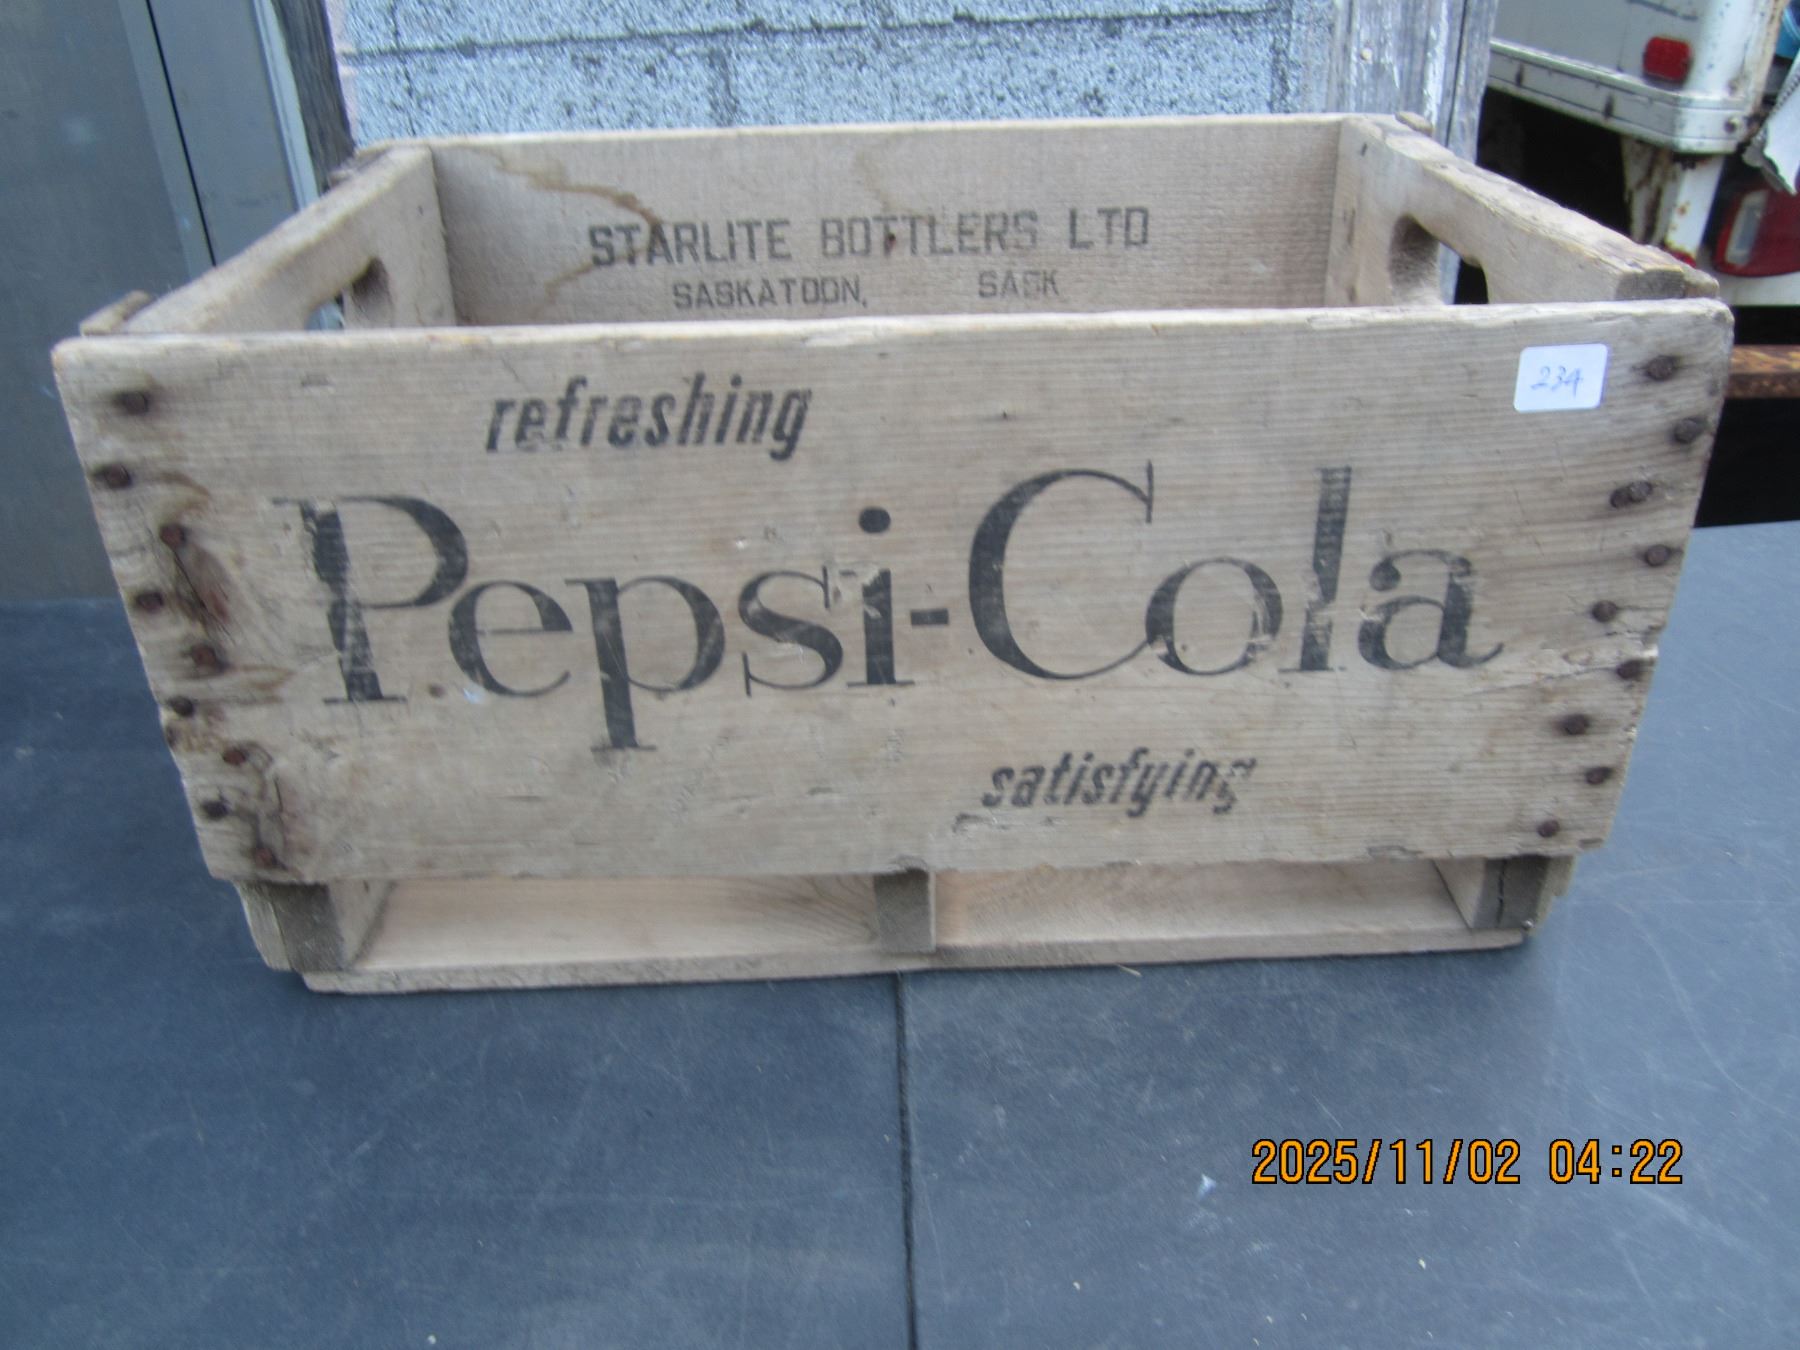 STARLITE BOTTLERS LTD
SASKATOON, SASK
refreshing
234
Pepsi-Cola
satisfying
2025/11/02 04:22